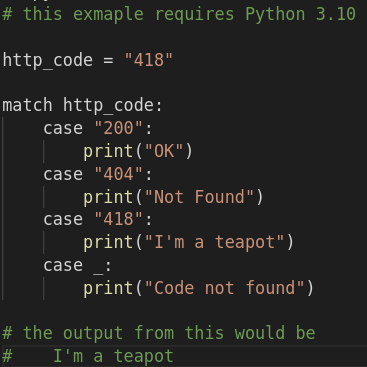 # this exmaple requires Python 3.10
http_code = "418"
match http_code:
    case "200":
        print("OK")
    case "404":
        print("Not Found")
    case "418":
        print("I'm a teapot")
    case _:
        print("Code not found")
# the output from this would be
#    I'm a teapot